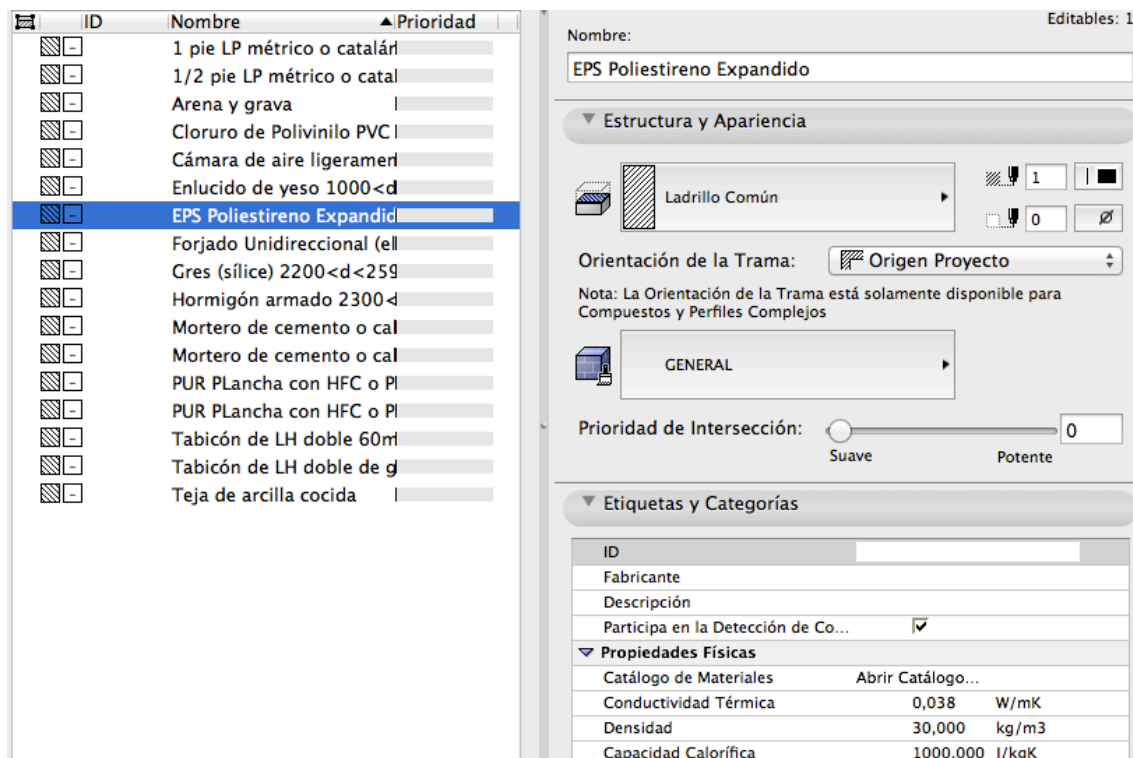 ID Nombre Prioridad
1 pie LP métrico o catalán
1/2 pie LP métrico o catal
Arena y grava
Cloruro de Polivinilo PVC
Cámara de aire ligeramen
Enlucido de yeso 1000<d
EPS Poliestireno Expandid
Forjado Unidireccional (el
Gres (sílice) 2200<d<259
Hormigón armado 2300<
Mortero de cemento o cal
Mortero de cemento o cal
PUR PLancha con HFC o P
PUR PLancha con HFC o P
Tabicón de LH doble 60m
Tabicón de LH doble de g
Teja de arcilla cocida
Editables: 1
Nombre:
EPS Poliestireno Expandido
Estructura y Apariencia
Ladrillo Común
1
0
Orientación de la Trama: Origen Proyecto
Nota: La Orientación de la Trama está solamente disponible para
Compuestos y Perfiles Complejos
GENERAL
Prioridad de Intersección: 0
Suave Potente
Etiquetas y Categorías
ID
Fabricante
Descripción
Participa en la Detección de Co...
Propiedades Físicas
Catálogo de Materiales Abrir Catálogo...
Conductividad Térmica 0,038 W/mK
Densidad 30,000 kg/m3
Capacidad Calorífica 1000,000 J/kgK